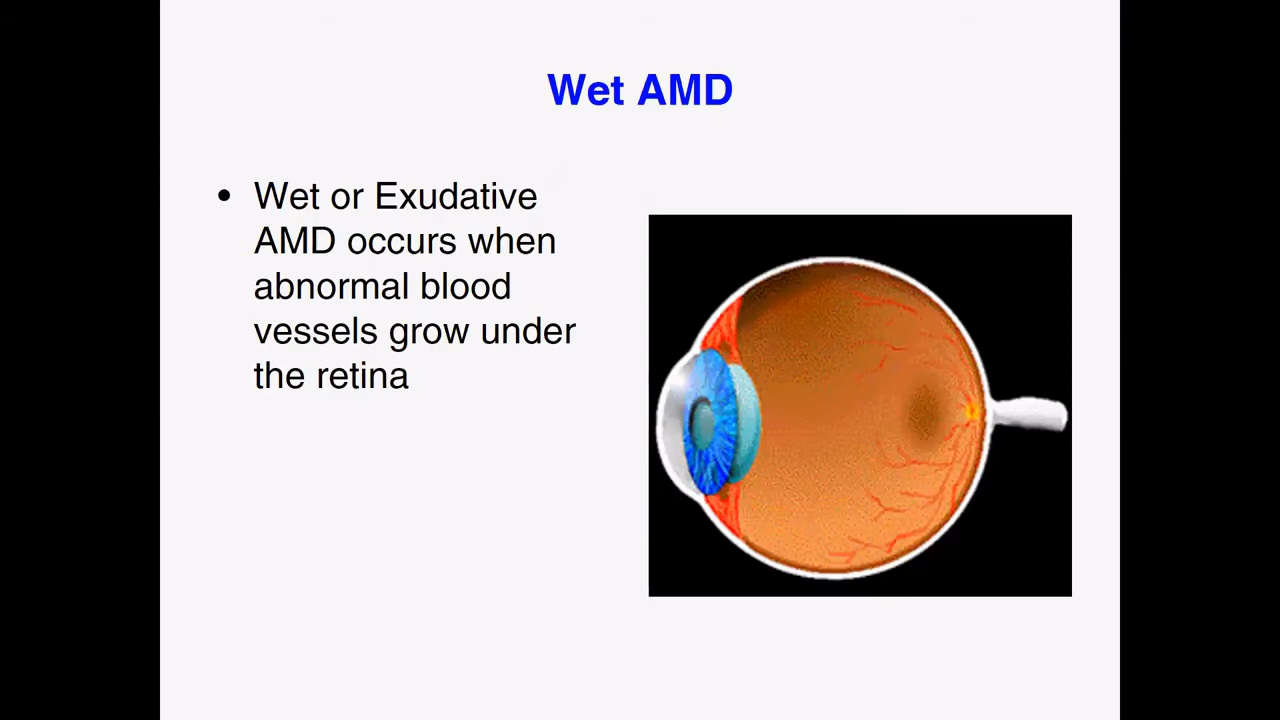 Wet AMD
• Wet or Exudative
AMD occurs when
abnormal blood
vessels grow under
the retina